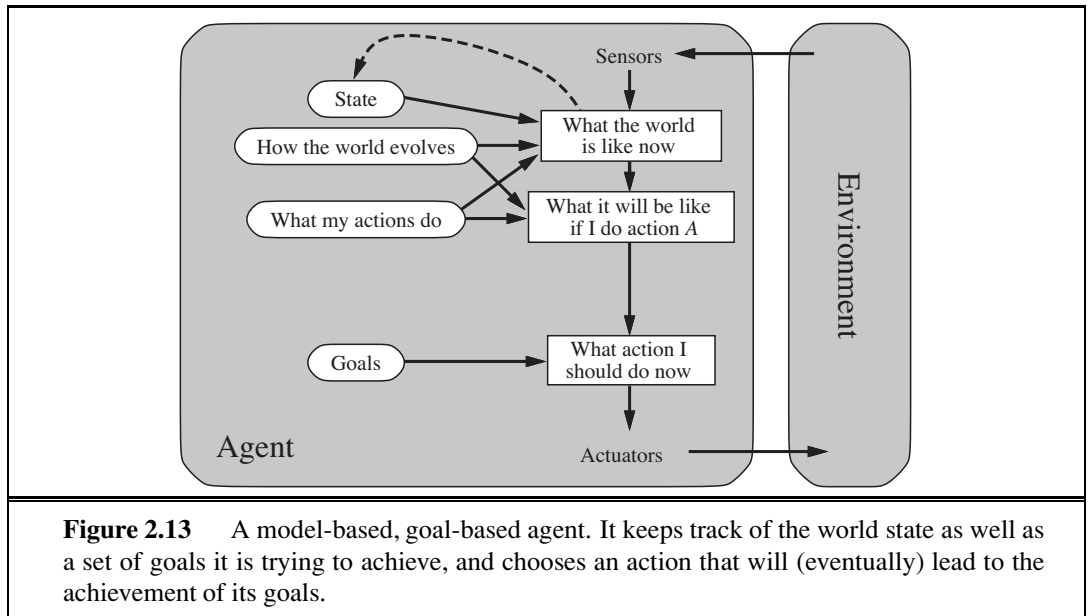 Sensors
State
What the world
is like now
How the world evolves
What my actions do
What it will be like
if I do action A
Goals
What action I
should do now
Agent
Actuators
Environment
Figure 2.13 A model-based, goal-based agent. It keeps track of the world state as well as
a set of goals it is trying to achieve, and chooses an action that will (eventually) lead to the
achievement of its goals.